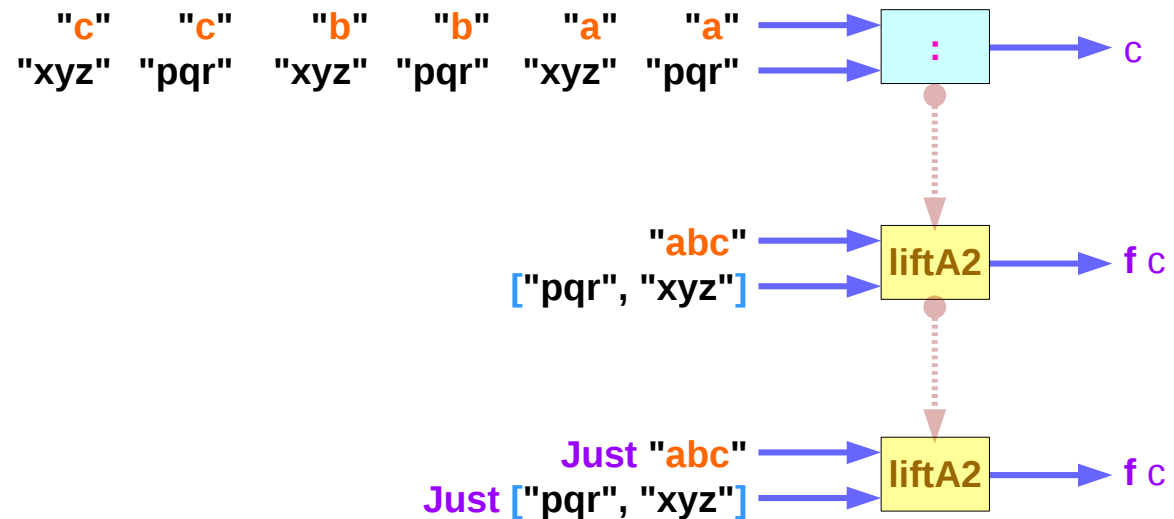 "c" "c" "b" "b" "a" "a"
"xyz" "pqr" "xyz" "pqr" "xyz" "pqr"
:
c
"abc"
["pqr", "xyz"]
liftA2
f c
Just "abc"
Just ["pqr", "xyz"]
liftA2
f c